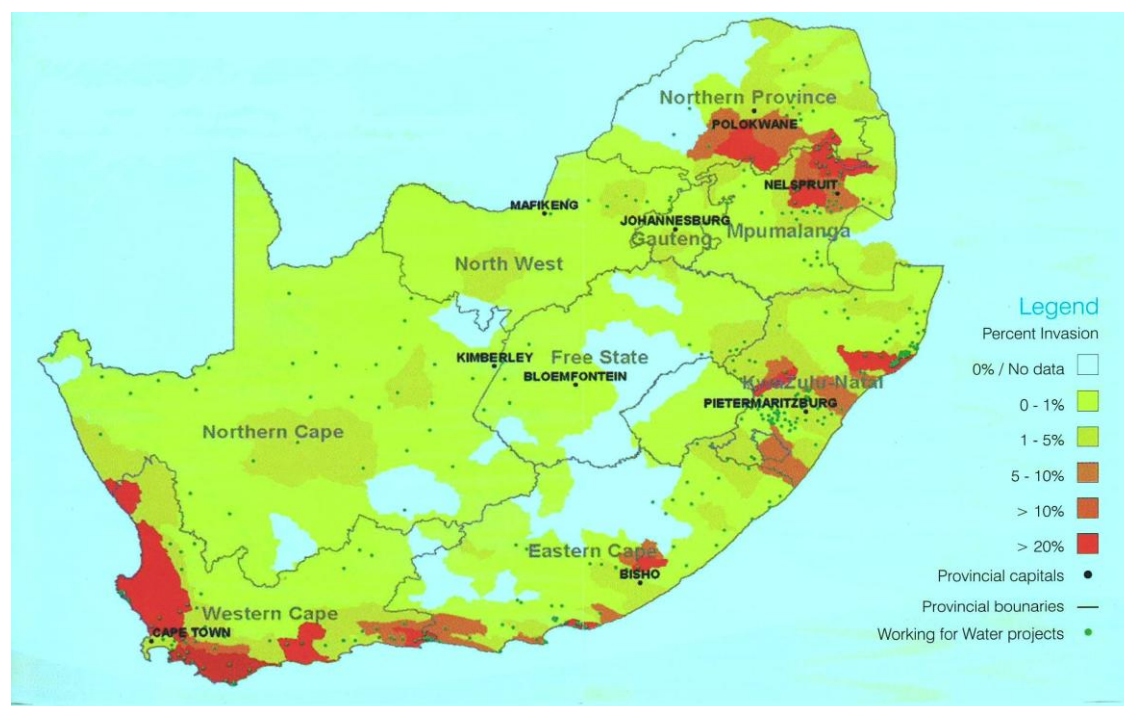 Northern Province
POLOKWANE
NELSPRUIT
MAFIKENG
JOHANNESBURG
Gauteng
Mpumalanga
North West
KIMBERLEY
Free State
BLOEMFONTEIN
KwaZulu-Natal
PIETERMARITZBURG
Northern Cape
Eastern Cape
BISHO
Western Cape
CAPE TOWN
Legend
Percent Invasion
0% / No data
0 - 1%
1 - 5%
5 - 10%
> 10%
> 20%
Provincial capitals
Provincial bounaries
Working for Water projects